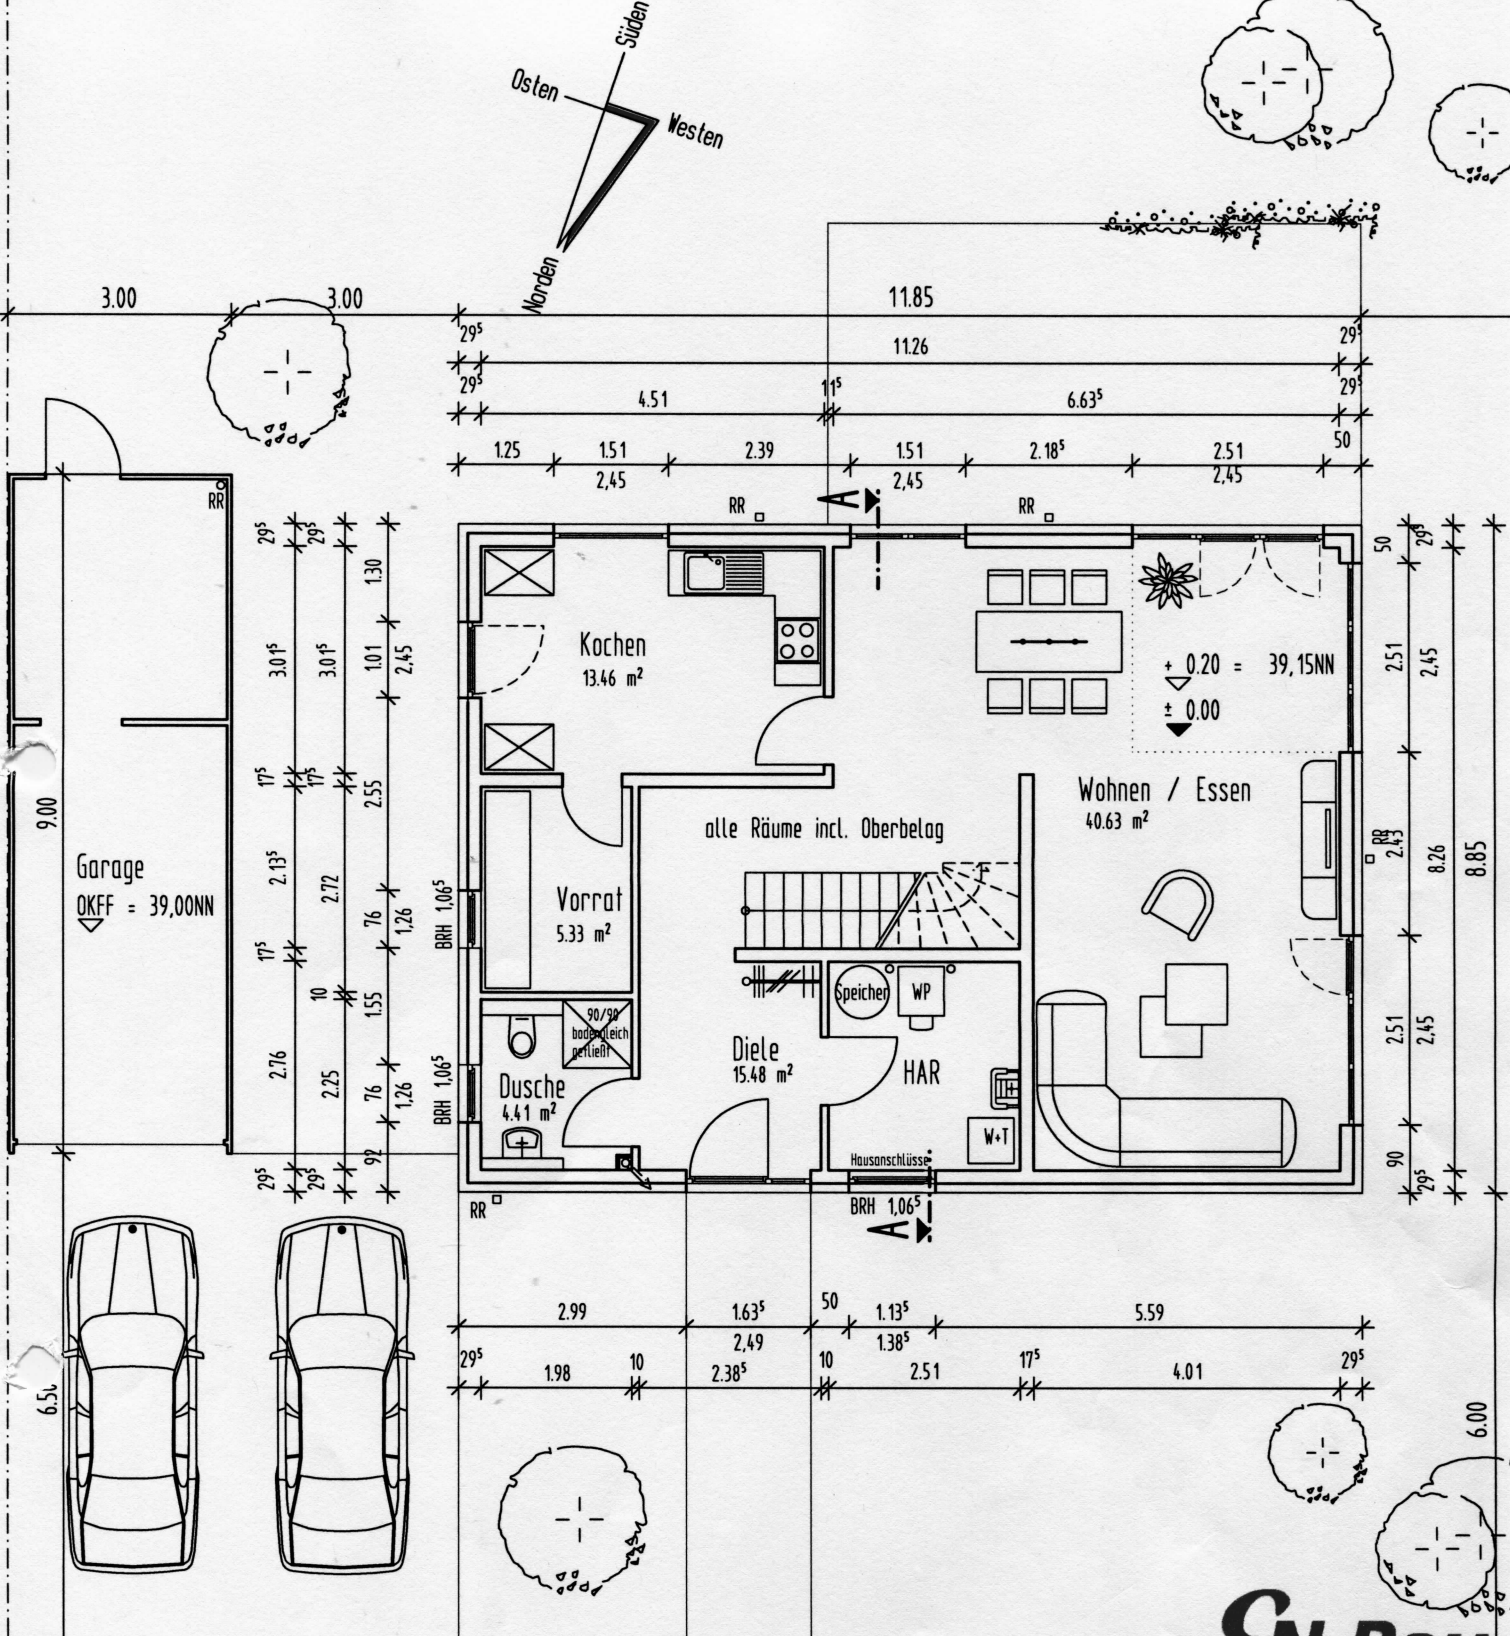 Süden
Osten
Westen
Norden
3.00
3.00
11.85
29⁵
29⁵
11.26
29⁵
11⁵
29⁵
4.51
6.63⁵
1.25
1.51
2.39
1.51
2.18⁵
2.51
50
2,45
2,45
2,45
RR
A
RR
RR
29⁵
29⁵
1.30
50
29⁵
Kochen
13.46 m²
3.01⁵
3.01⁵
1.01
2,45
+ 0.20 = 39,15NN
± 0.00
2.51
2,45
17⁵
17⁵
2.55
Wohnen / Essen
40.63 m²
alle Räume incl. Oberbelag
9.00
Garage
OKFF = 39,00NN
2.13⁵
2.72
76
1,26
BRH 1,06⁵
Vorrat
5.33 m²
RR
2.43
8.26
8.85
17⁵
10
1.55
Speicher
WP
90/90
bodengleich
gefließt
Diele
15.48 m²
HAR
2.76
2.25
76
1,26
BRH 1,06⁵
Dusche
4.41 m²
2.51
2,45
W+T
Hausanschlüsse
29⁵
29⁵
92
90
29⁵
RR
BRH 1,06⁵
A
2.99
1.63⁵
50
1.13⁵
5.59
2,49
1.38⁵
29⁵
1.98
10
2.38⁵
10
2.51
17⁵
4.01
29⁵
6.00